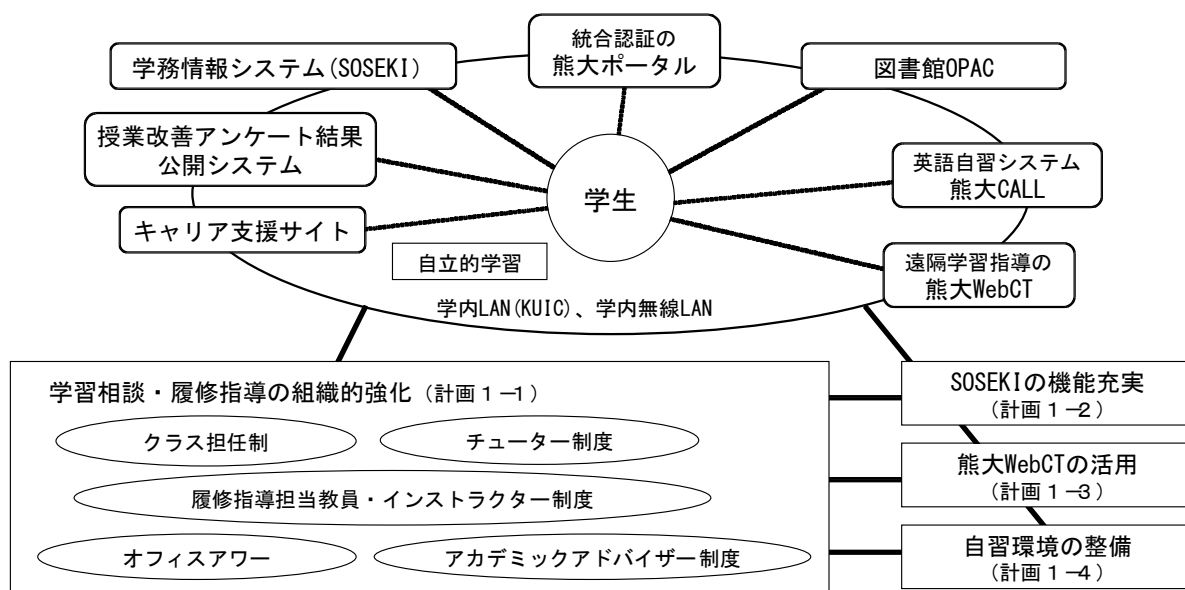 統合認証の
熊大ポータル
学務情報システム(SOSEKI)
図書館OPAC
授業改善アンケート結果
公開システム
英語自習システム
熊大CALL
学生
キャリア支援サイト
自立的学習
遠隔学習指導の
熊大WebCT
学内LAN(KUIC)、学内無線LAN
学習相談・履修指導の組織的強化(計画1-1)
クラス担任制
チューター制度
履修指導担当教員・インストラクター制度
オフィスアワー
アカデミックアドバイザー制度
SOSEKIの機能充実
(計画1-2)
熊大WebCTの活用
(計画1-3)
自習環境の整備
(計画1-4)